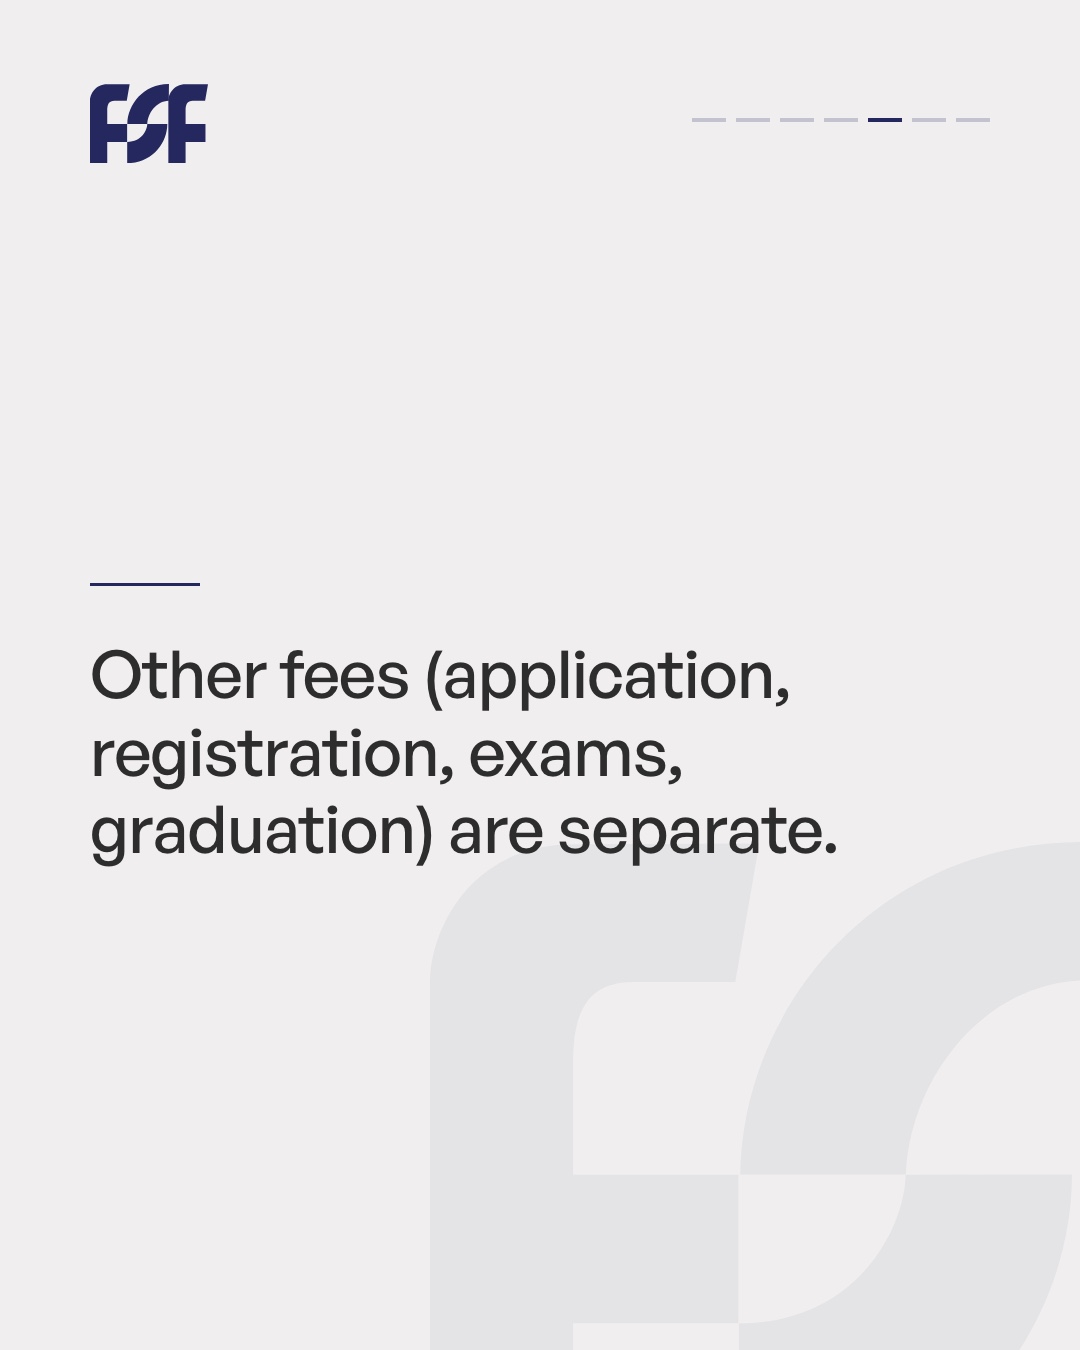 FSF
Other fees (application,
registration, exams,
graduation) are separate.